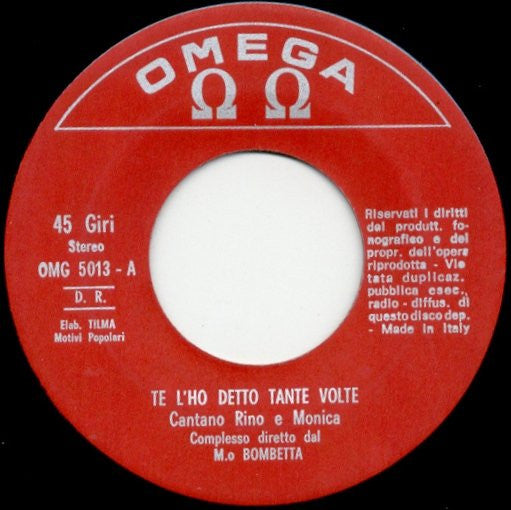 OMEGA
Ω Ω
45 Giri
Stereo
OMG 5013 - A
D. R.
Elab. TILMA
Motivi Popolari
Riservati i diritti
del produtt. fo-
nografico e del
propr. dell'opera
riprodotta - Vie
tata duplicaz.
pubblica esec.
radio - diffus. di
questo disco dep.
- Made in Italy
TE L'HO DETTO TANTE VOLTE
Cantano Rino e Monica
Complesso diretto dal
M.o BOMBETTA